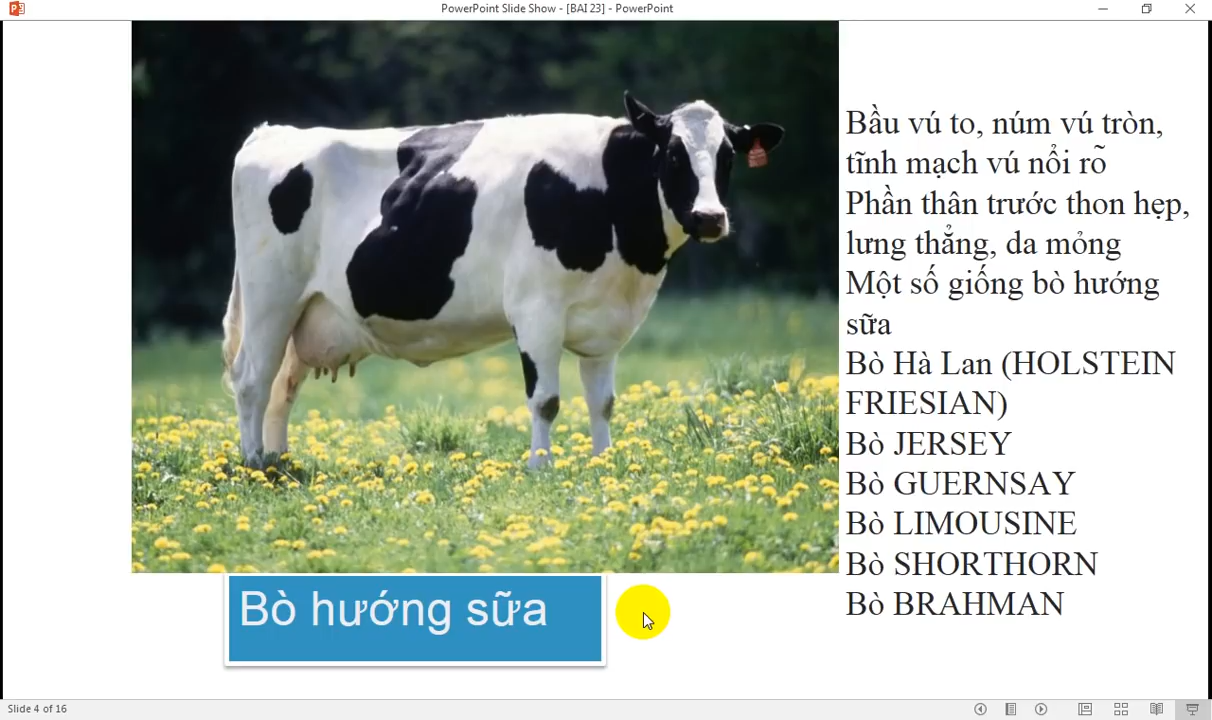 PowerPoint Slide Show - [BAI 23] - PowerPoint
Bầu vú to, núm vú tròn,
tĩnh mạch vú nổi rõ
Phần thân trước thon hẹp,
lưng thẳng, da mỏng
Một số giống bò hướng
sữa
Bò Hà Lan (HOLSTEIN
FRIESIAN)
Bò JERSEY
Bò GUERNSAY
Bò LIMOUSINE
Bò SHORTHORN
Bò BRAHMAN
Bò hướng sữa
Slide 4 of 16